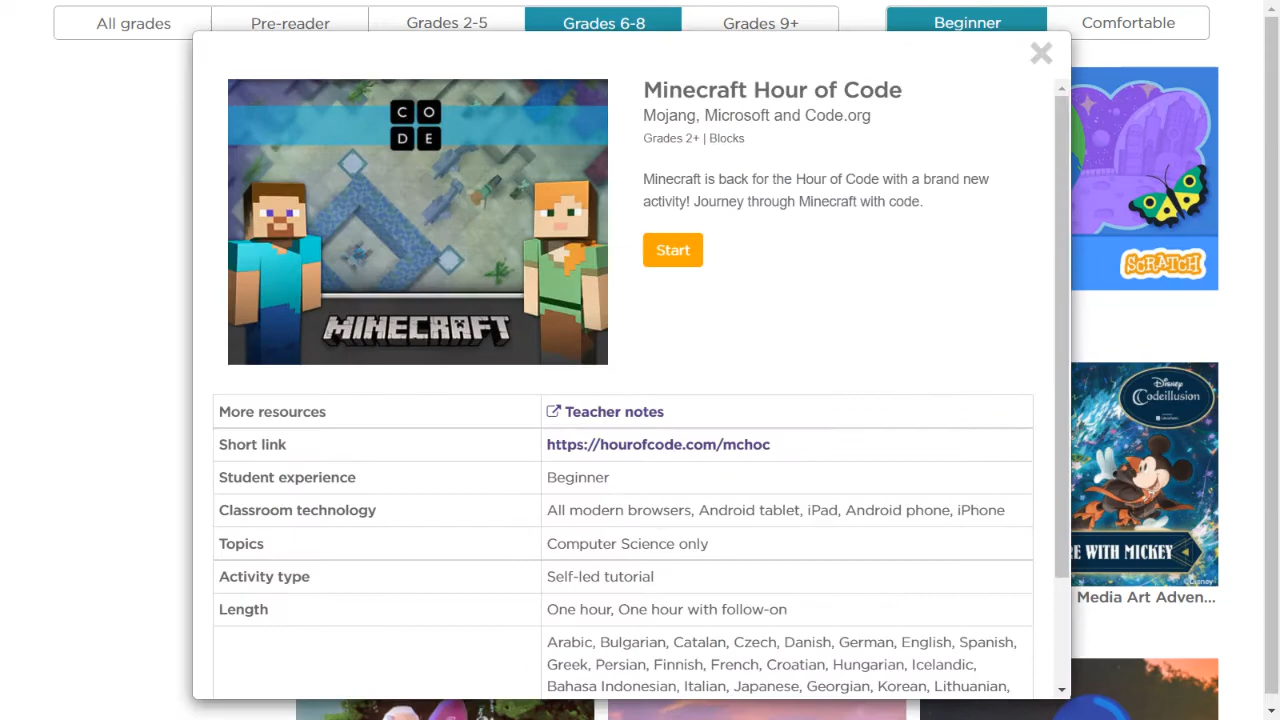 All grades Pre-reader Grades 2-5 Grades 6-8 Grades 9+ Beginner Comfortable
C O
D E
MINECRAFT
Minecraft Hour of Code
Mojang, Microsoft and Code.org
Grades 2+ | Blocks
Minecraft is back for the Hour of Code with a brand new
activity! Journey through Minecraft with code.
Start
SCRATCH
More resources Teacher notes
Short link https://hourofcode.com/mchoc
Student experience Beginner
Classroom technology All modern browsers, Android tablet, iPad, Android phone, iPhone
Topics Computer Science only
Activity type Self-led tutorial
Length One hour, One hour with follow-on
Arabic, Bulgarian, Catalan, Czech, Danish, German, English, Spanish,
Greek, Persian, Finnish, French, Croatian, Hungarian, Icelandic,
Bahasa Indonesian, Italian, Japanese, Georgian, Korean, Lithuanian,
Disney
Codeillusion
RE WITH MICKEY
©Disney
Media Art Adven...